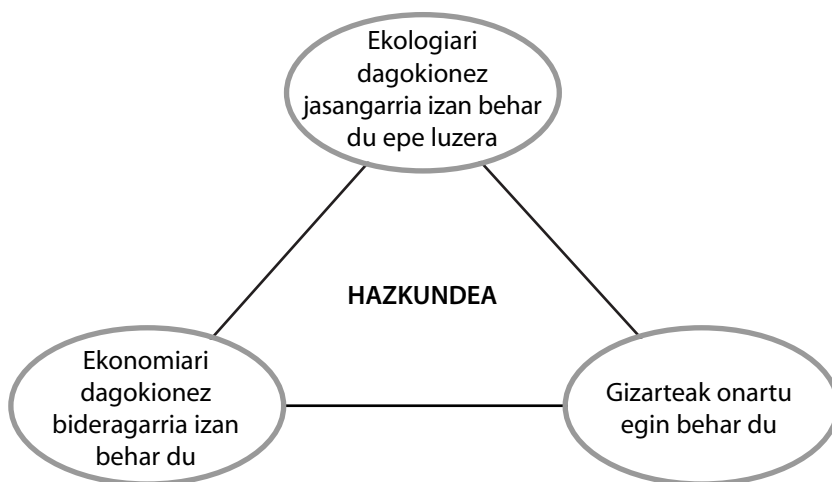 Ekologiari
dagokionez
jasangarria izan behar
du epe luzera
HAZKUNDEA
Ekonomiari
dagokionez
bideragarria izan
behar du
Gizarteak onartu
egin behar du